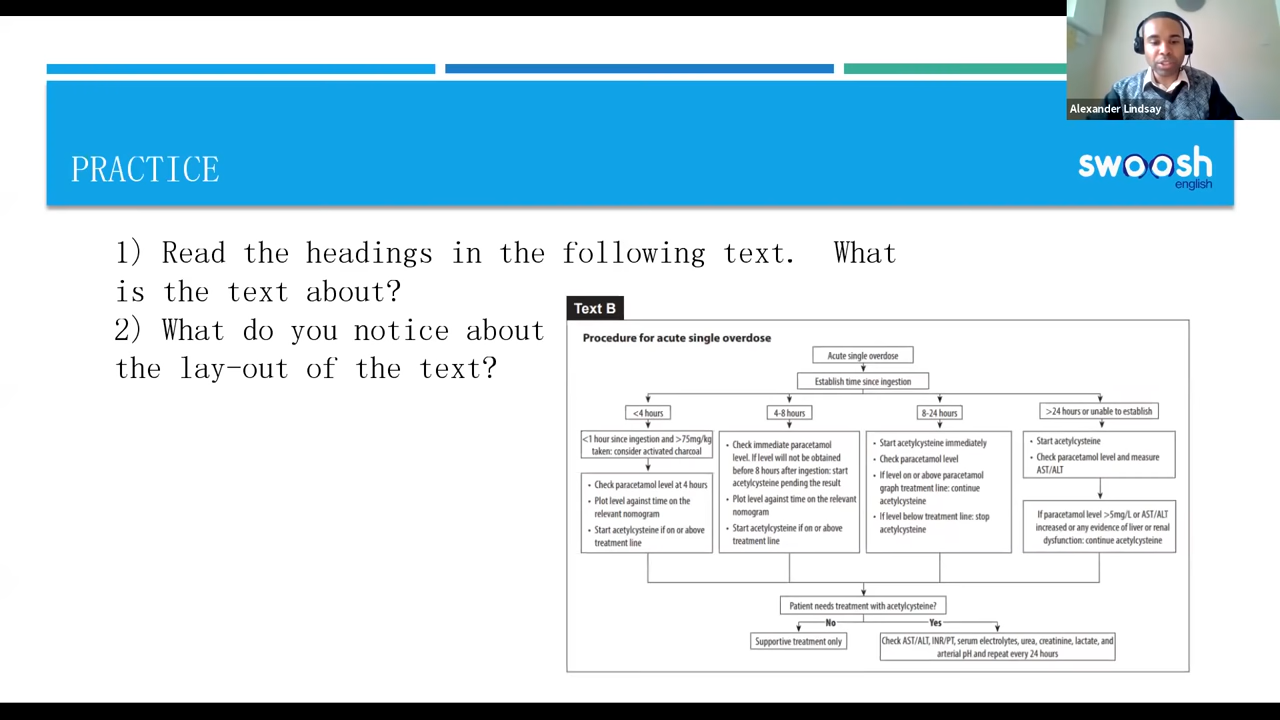 Alexander Lindsay
PRACTICE
swoosh
english
1) Read the headings in the following text.  What
is the text about?
2) What do you notice about
the lay-out of the text?
Text B
Procedure for acute single overdose
Acute single overdose
Establish time since ingestion
<4 hours
4-8 hours
8-24 hours
>24 hours or unable to establish
<1 hour since ingestion and >75mg/kg
taken: consider activated charcoal
• Check paracetamol level at 4 hours
• Plot level against time on the
relevant nomogram
• Start acetylcysteine if on or above
treatment line
• Check immediate paracetamol
level. If level will not be obtained
before 8 hours after ingestion: start
acetylcysteine pending the result
• Plot level against time on the relevant
nomogram
• Start acetylcysteine if on or above
treatment line
• Start acetylcysteine immediately
• Check paracetamol level
• If level on or above paracetamol
graph treatment line: continue
acetylcysteine
• If level below treatment line: stop
acetylcysteine
• Start acetylcysteine
• Check paracetamol level and measure
AST/ALT
If paracetamol level >5mg/L or AST/ALT
increased or any evidence of liver or renal
dysfunction: continue acetylcysteine
Patient needs treatment with acetylcysteine?
No
Yes
Supportive treatment only
Check AST/ALT, INR/PT, serum electrolytes, urea, creatinine, lactate, and
arterial pH and repeat every 24 hours